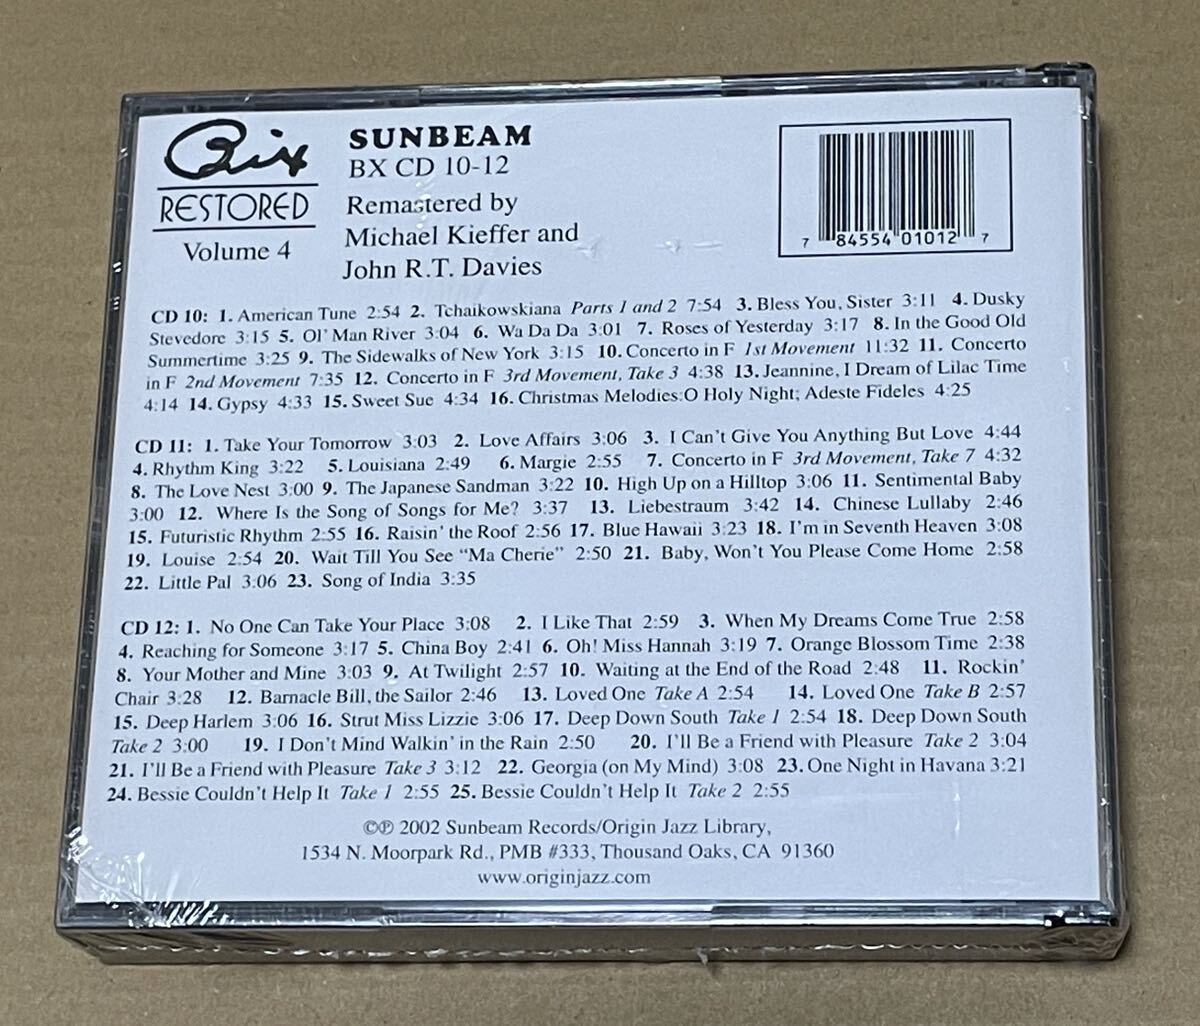 Bix
RESTORED
Volume 4
SUNBEAM
BX CD 10-12
Remastered by
Michael Kieffer and
John R.T. Davies
7 84554 01012 7
CD 10: 1. American Tune 2:54 2. Tchaikowskiana Parts 1 and 2 7:54 3. Bless You, Sister 3:11 4. Dusky
Stevedore 3:15 5. Ol' Man River 3:04 6. Wa Da Da 3:01 7. Roses of Yesterday 3:17 8. In the Good Old
Summertime 3:25 9. The Sidewalks of New York 3:15 10. Concerto in F 1st Movement 11:32 11. Concerto
in F 2nd Movement 7:35 12. Concerto in F 3rd Movement, Take 3 4:38 13. Jeannine, I Dream of Lilac Time
4:14 14. Gypsy 4:33 15. Sweet Sue 4:34 16. Christmas Melodies:O Holy Night; Adeste Fideles 4:25
CD 11: 1. Take Your Tomorrow 3:03 2. Love Affairs 3:06 3. I Can't Give You Anything But Love 4:44
4. Rhythm King 3:22 5. Louisiana 2:49 6. Margie 2:55 7. Concerto in F 3rd Movement, Take 7 4:32
8. The Love Nest 3:00 9. The Japanese Sandman 3:22 10. High Up on a Hilltop 3:06 11. Sentimental Baby
3:00 12. Where Is the Song of Songs for Me? 3:37 13. Liebestraum 3:42 14. Chinese Lullaby 2:46
15. Futuristic Rhythm 2:55 16. Raisin' the Roof 2:56 17. Blue Hawaii 3:23 18. I'm in Seventh Heaven 3:08
19. Louise 2:54 20. Wait Till You See "Ma Cherie" 2:50 21. Baby, Won't You Please Come Home 2:58
22. Little Pal 3:06 23. Song of India 3:35
CD 12: 1. No One Can Take Your Place 3:08 2. I Like That 2:59 3. When My Dreams Come True 2:58
4. Reaching for Someone 3:17 5. China Boy 2:41 6. Oh! Miss Hannah 3:19 7. Orange Blossom Time 2:38
8. Your Mother and Mine 3:03 9. At Twilight 2:57 10. Waiting at the End of the Road 2:48 11. Rockin'
Chair 3:28 12. Barnacle Bill, the Sailor 2:46 13. Loved One Take A 2:54 14. Loved One Take B 2:57
15. Deep Harlem 3:06 16. Strut Miss Lizzie 3:06 17. Deep Down South Take 1 2:54 18. Deep Down South
Take 2 3:00 19. I Don't Mind Walkin' in the Rain 2:50 20. I'll Be a Friend with Pleasure Take 2 3:04
21. I'll Be a Friend with Pleasure Take 3 3:12 22. Georgia (on My Mind) 3:08 23. One Night in Havana 3:21
24. Bessie Couldn't Help It Take 1 2:55 25. Bessie Couldn't Help It Take 2 2:55
©℗ 2002 Sunbeam Records/Origin Jazz Library,
1534 N. Moorpark Rd., PMB #333, Thousand Oaks, CA 91360
www.originjazz.com